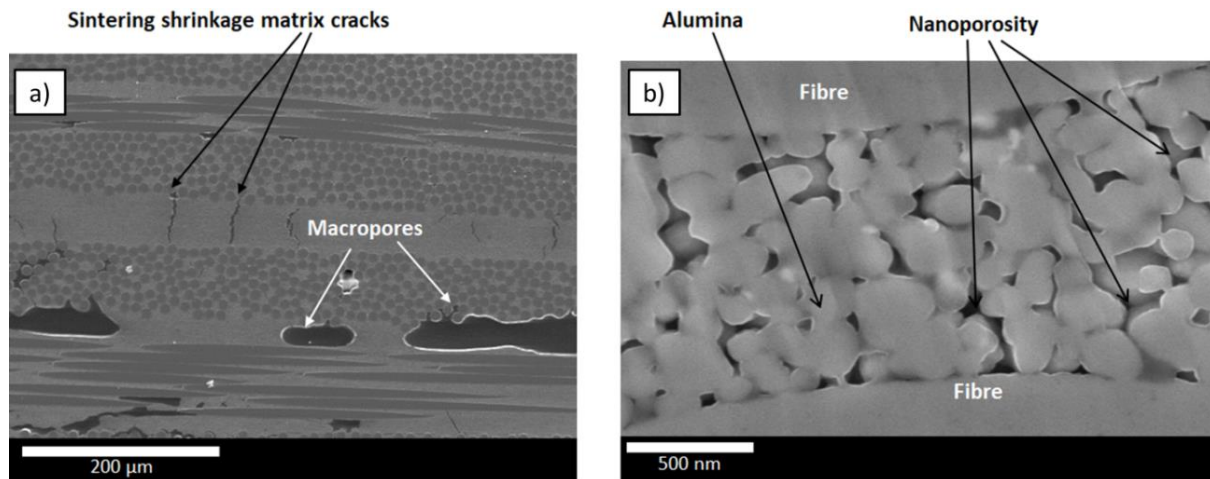 Sintering shrinkage matrix cracks
a)
Macropores
200 µm
Alumina
Nanoporosity
b)
Fibre
Fibre
500 nm